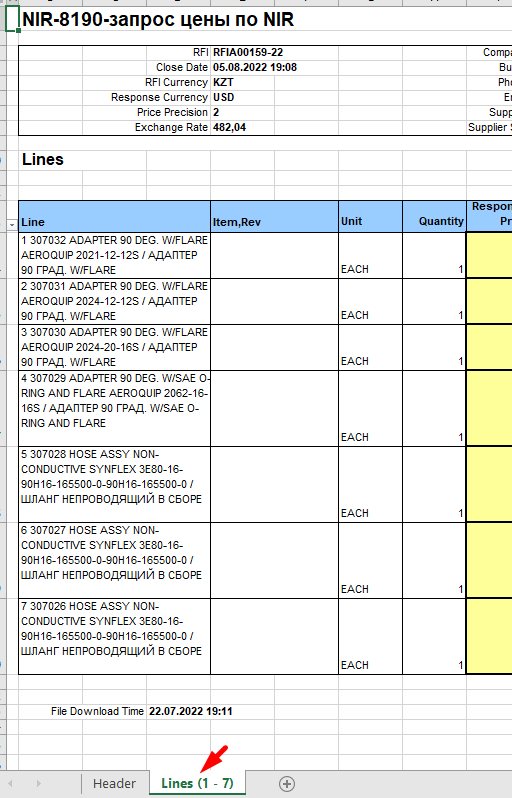 NIR-8190-запрос цены по NIR
RFI RFIA00159-22
Close Date 05.08.2022 19:08
RFI Currency KZT
Response Currency USD
Price Precision 2
Exchange Rate 482,04
Supplier
Lines
Line Item,Rev Unit Quantity
1 307032 ADAPTER 90 DEG. W/FLARE
AEROQUIP 2021-12-12S / АДАПТЕР
90 ГРАД. W/FLARE
EACH 1
2 307031 ADAPTER 90 DEG. W/FLARE
AEROQUIP 2024-12-12S / АДАПТЕР
90 ГРАД. W/FLARE
EACH 1
3 307030 ADAPTER 90 DEG. W/FLARE
AEROQUIP 2024-20-16S / АДАПТЕР
90 ГРАД. W/FLARE
EACH 1
4 307029 ADAPTER 90 DEG. W/SAE O-
RING AND FLARE AEROQUIP 2062-16-
16S / АДАПТЕР 90 ГРАД. W/SAE O-
RING AND FLARE
EACH 1
5 307028 HOSE ASSY NON-
CONDUCTIVE SYNFLEX 3E80-16-
90H16-165500-0-90H16-165500-0 /
ШЛАНГ НЕПРОВОДЯЩИЙ В СБОРЕ
EACH 1
6 307027 HOSE ASSY NON-
CONDUCTIVE SYNFLEX 3E80-16-
90H16-165500-0-90H16-165500-0 /
ШЛАНГ НЕПРОВОДЯЩИЙ В СБОРЕ
EACH 1
7 307026 HOSE ASSY NON-
CONDUCTIVE SYNFLEX 3E80-16-
90H16-165500-0-90H16-165500-0 /
ШЛАНГ НЕПРОВОДЯЩИЙ В СБОРЕ
EACH 1
File Download Time 22.07.2022 19:11
Header Lines (1 - 7)